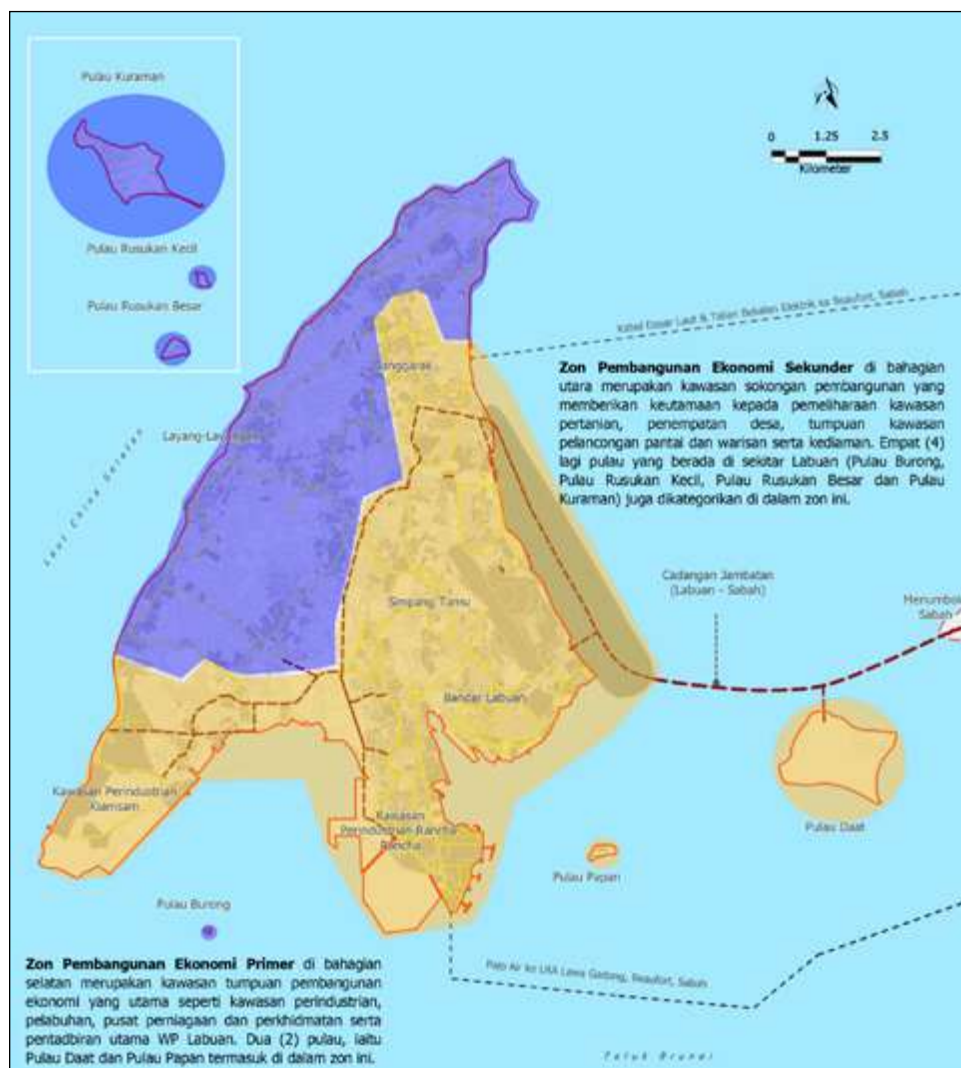 Pulau Kuraman
0 1.25 2.5
Kilometer
Pulau Rusukan Kecil
Pulau Rusukan Besar
Kabel Dasar Laut & Talian Bekalan Elektrik ke Beaufort, Sabah
Ganggarak
Zon Pembangunan Ekonomi Sekunder di bahagian
utara merupakan kawasan sokongan pembangunan yang
memberikan keutamaan kepada pemeliharaan kawasan
pertanian, penempatan desa, tumpuan kawasan
pelancongan pantai dan warisan serta kediaman. Empat (4)
lagi pulau yang berada di sekitar Labuan (Pulau Burong,
Pulau Rusukan Kecil, Pulau Rusukan Besar dan Pulau
Kuraman) juga dikategorikan di dalam zon ini.
Layang-Layangan
Laut China Selatan
Cadangan Jambatan
(Labuan - Sabah)
Menumbok
Sabah
Simpang Tamu
Bandar Labuan
Kawasan Perindustrian
Kiamsam
Kawasan
Perindustrian Rancha
Rancha
Pulau Daat
Pulau Papan
Pulau Burong
Zon Pembangunan Ekonomi Primer di bahagian
selatan merupakan kawasan tumpuan pembangunan
ekonomi yang utama seperti kawasan perindustrian,
pelabuhan, pusat perniagaan dan perkhidmatan serta
pentadbiran utama WP Labuan. Dua (2) pulau, iaitu
Pulau Daat dan Pulau Papan termasuk di dalam zon ini.
Paip Air ke LRA Lawa Gadong, Beaufort, Sabah
Teluk Brunei